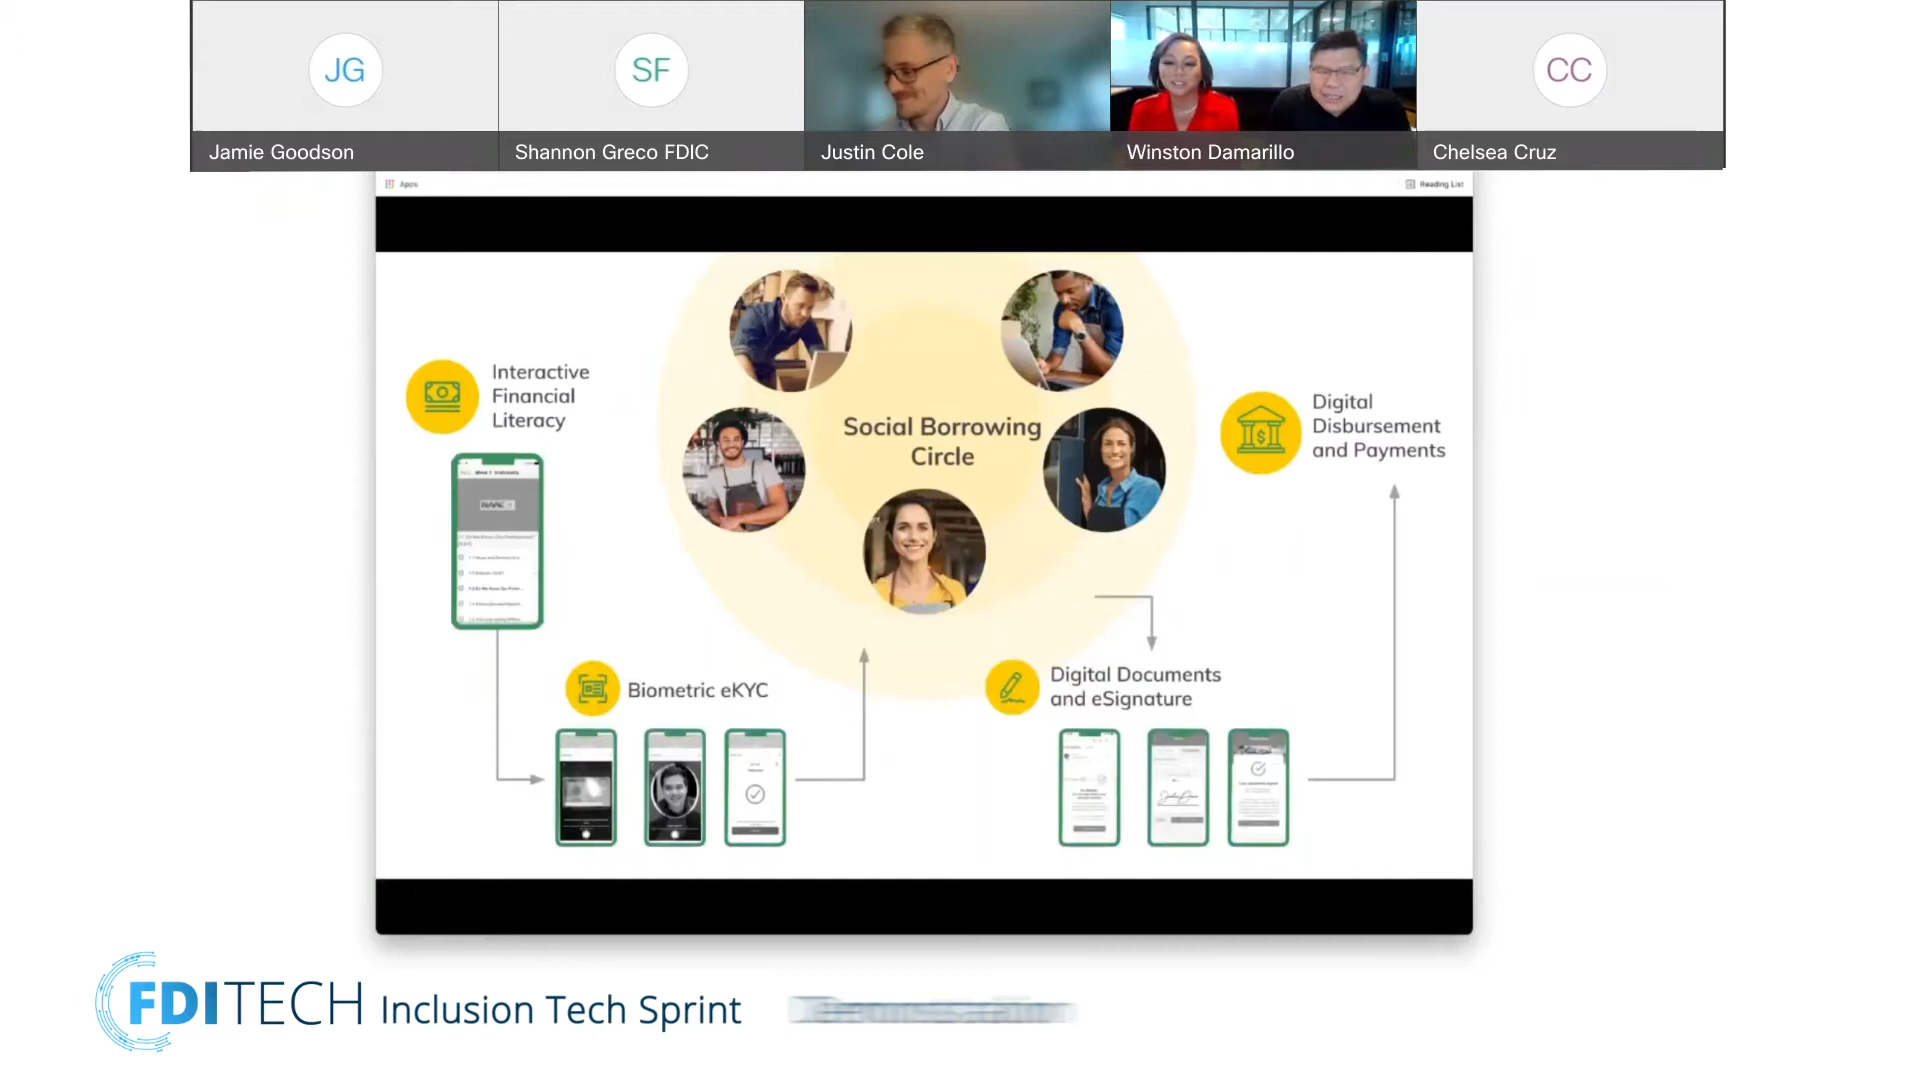 JG
SF
CC
Jamie Goodson
Shannon Greco FDIC
Justin Cole
Winston Damarillo
Chelsea Cruz
Apps
Reading List
Interactive
Financial
Literacy
Social Borrowing
Circle
Digital
Disbursement
and Payments
Biometric eKYC
Digital Documents
and eSignature
FDITECH Inclusion Tech Sprint